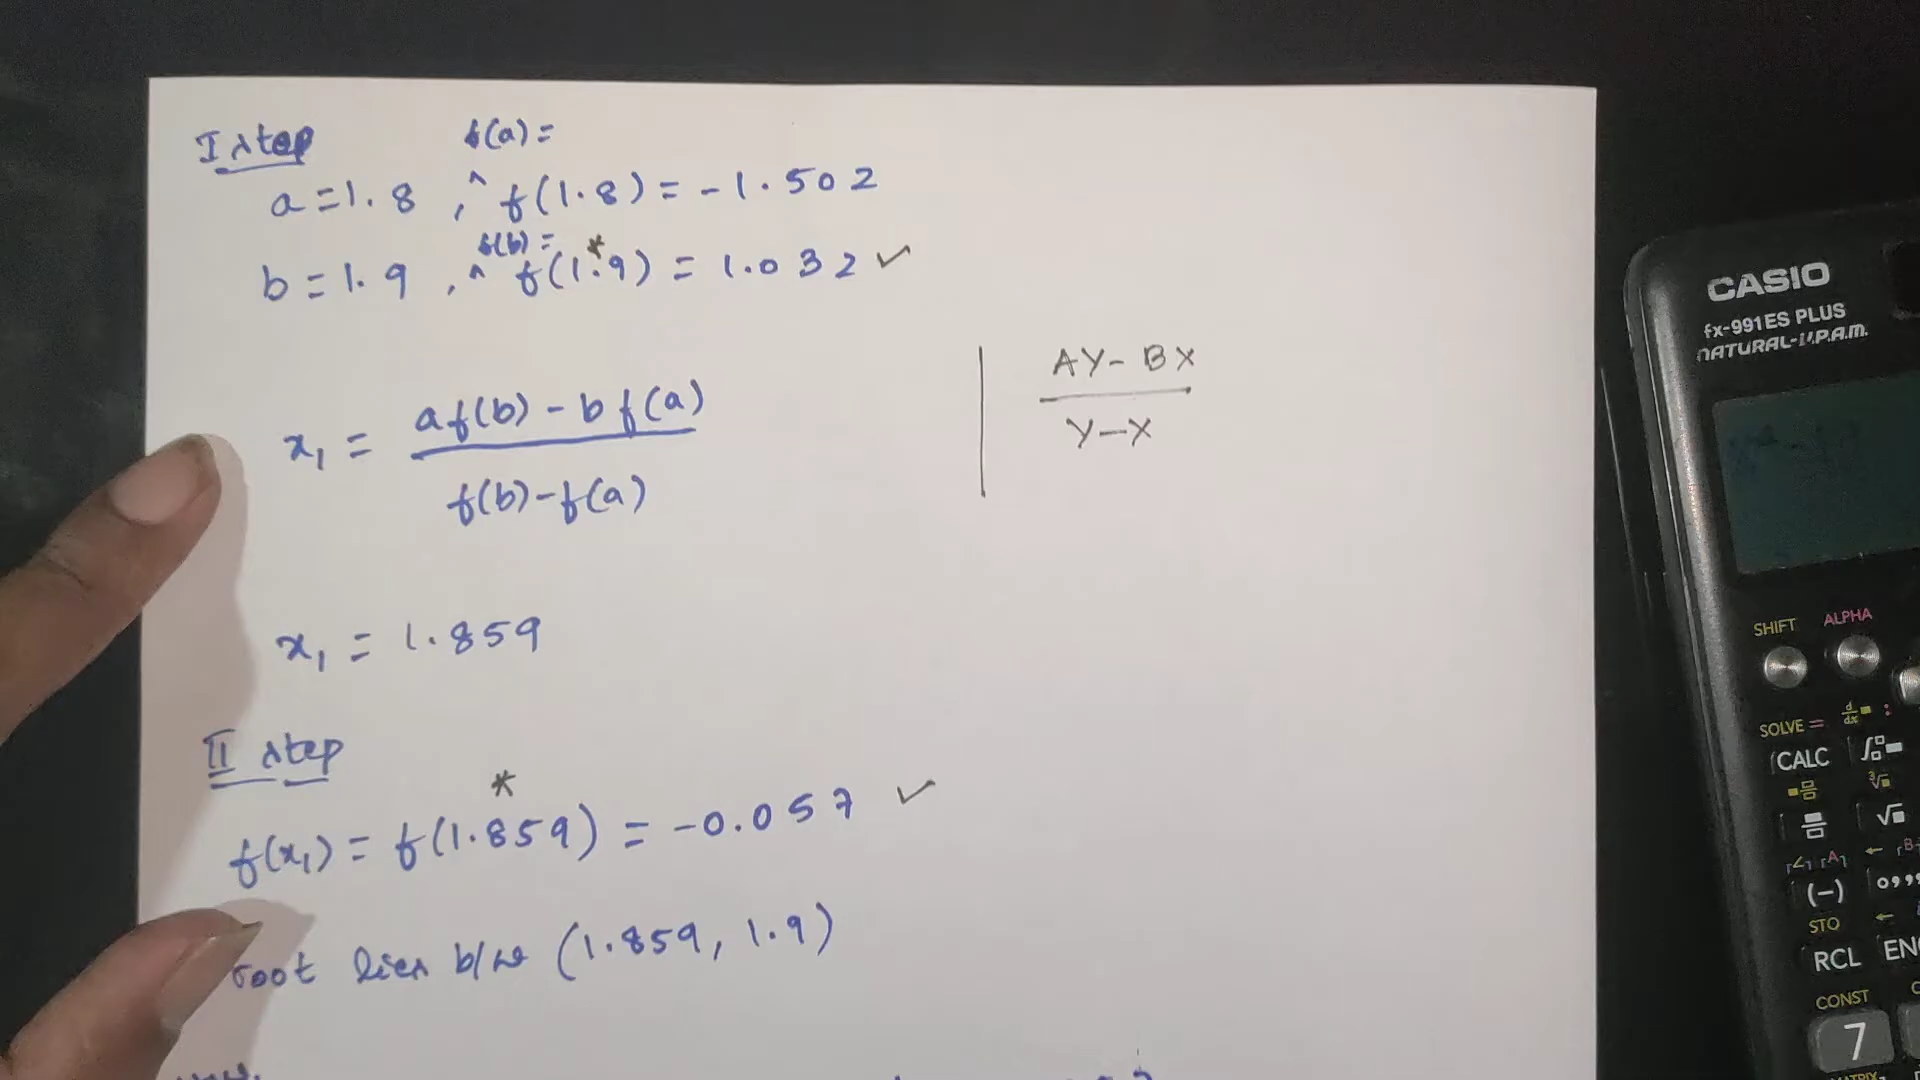 I step
f(a) =
a = 1.8 , ^ f(1.8) = -1.502
f(b) = *
b = 1.9 , ^ f(1.9) = 1.032 ✓
x₁ = af(b) - bf(a)
f(b) - f(a)
AY - BX
Y - X
x₁ = 1.859
II step
*
f(x₁) = f(1.859) = -0.057 ✓
root lies b/w (1.859, 1.9)
CASIO
fx-991ES PLUS
NATURAL-V.P.A.M.
SHIFT ALPHA
SOLVE =
CALC
(-)
STO
RCL
CONST
7